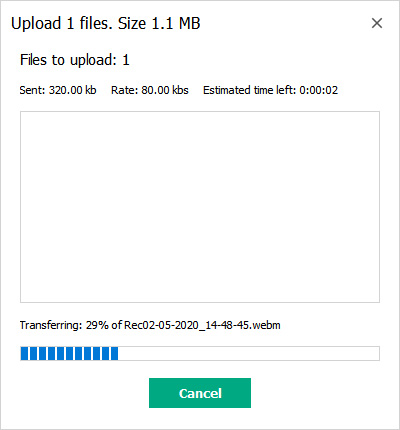 Upload 1 files. Size 1.1 MB
Files to upload: 1
Sent: 320.00 kb Rate: 80.00 kbs Estimated time left: 0:00:02
Transferring: 29% of Rec02-05-2020_14-48-45.webm
Cancel